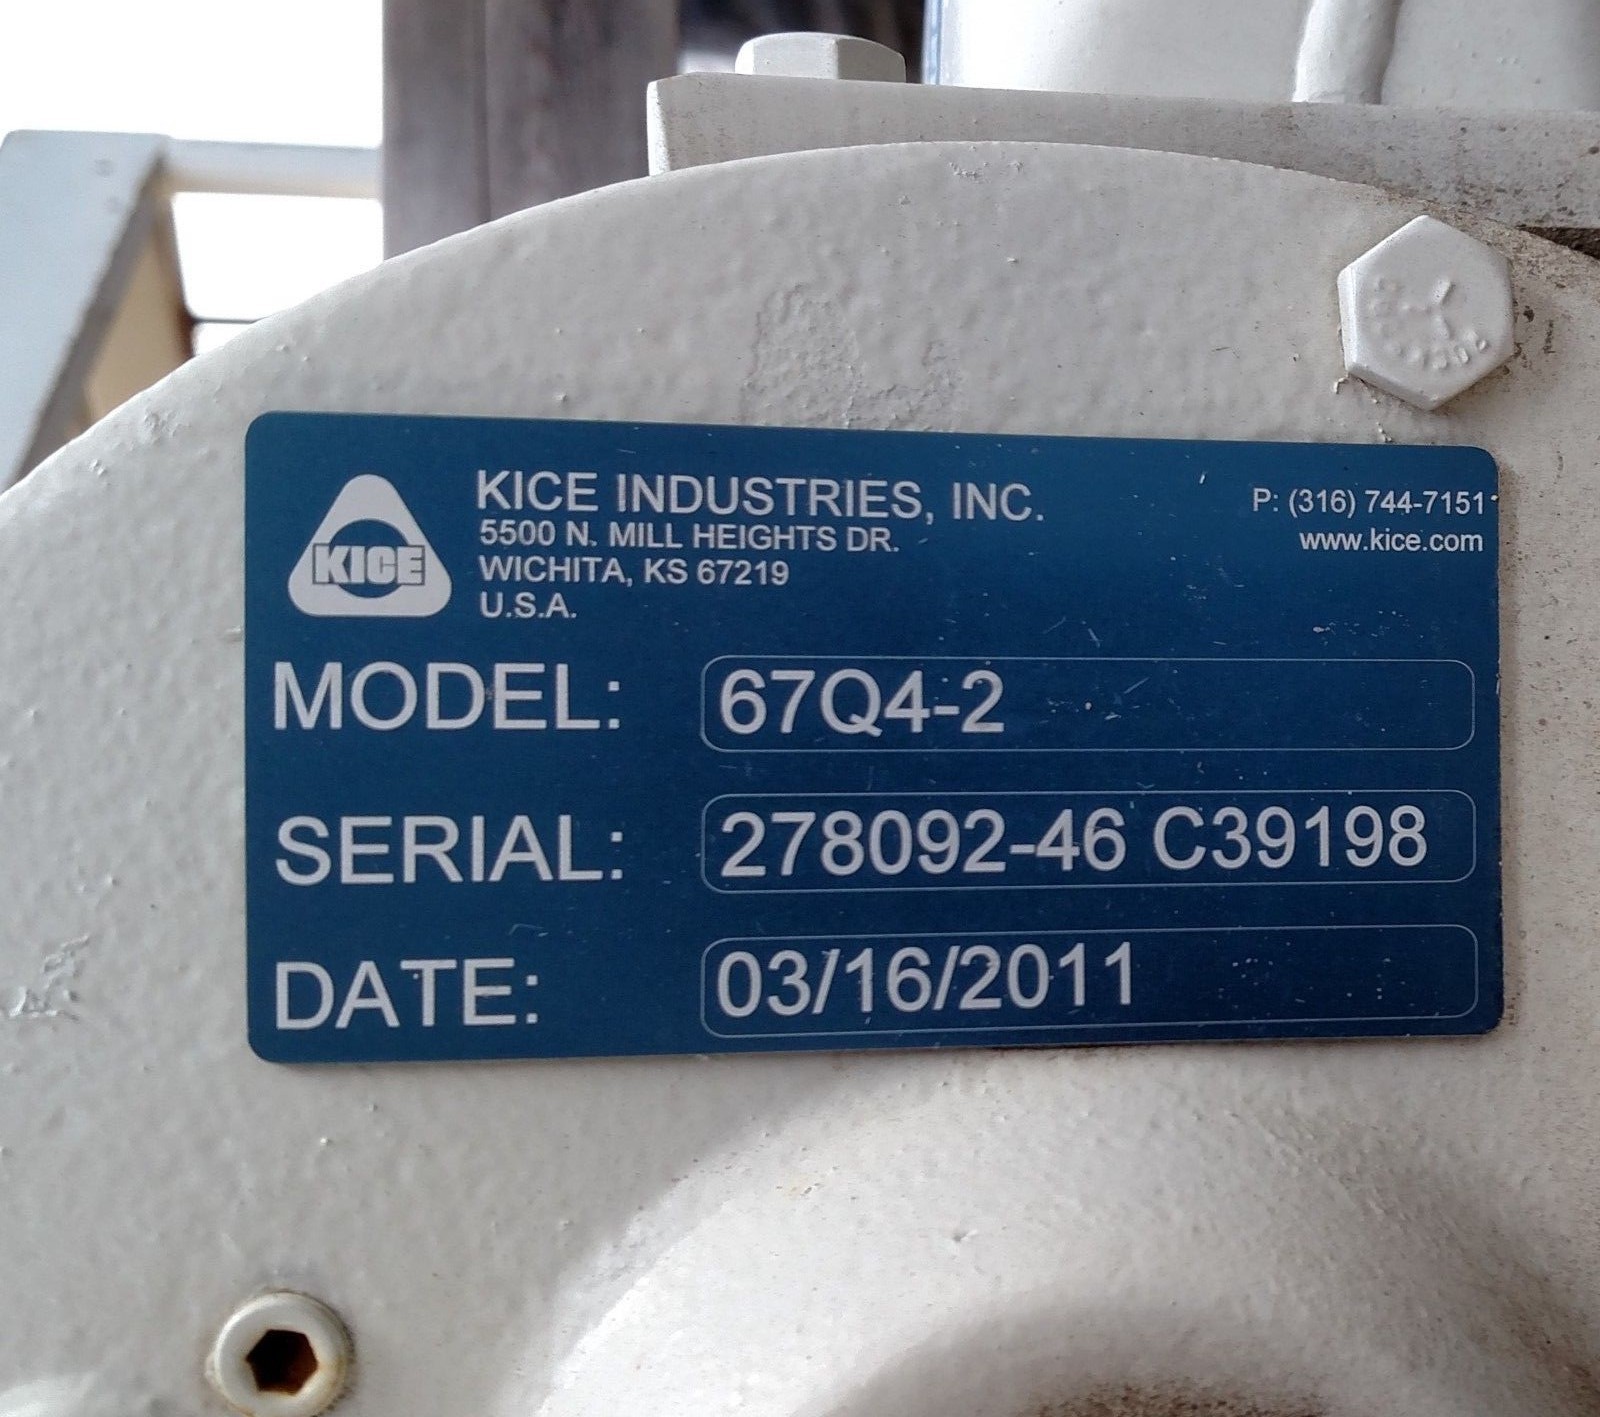 KICE
KICE INDUSTRIES, INC.
5500 N. MILL HEIGHTS DR.
WICHITA, KS 67219
U.S.A.
P: (316) 744-7151
www.kice.com
MODEL: 67Q4-2
SERIAL: 278092-46 C39198
DATE: 03/16/2011